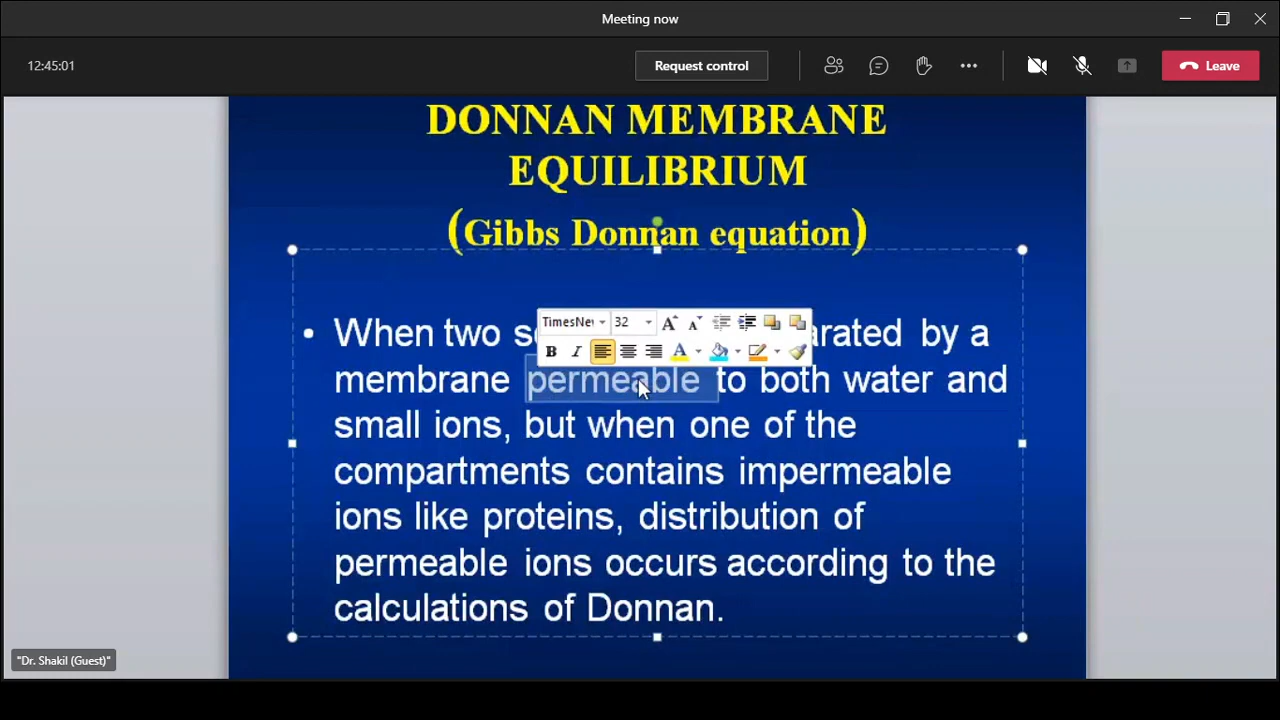 Meeting now
12:45:01
Request control
Leave
DONNAN MEMBRANE
EQUILIBRIUM
(Gibbs Donnan equation)
TimesNe 32
B I A
• When two arated by a
membrane permeable to both water and
small ions, but when one of the
compartments contains impermeable
ions like proteins, distribution of
permeable ions occurs according to the
calculations of Donnan.
"Dr. Shakil (Guest)"